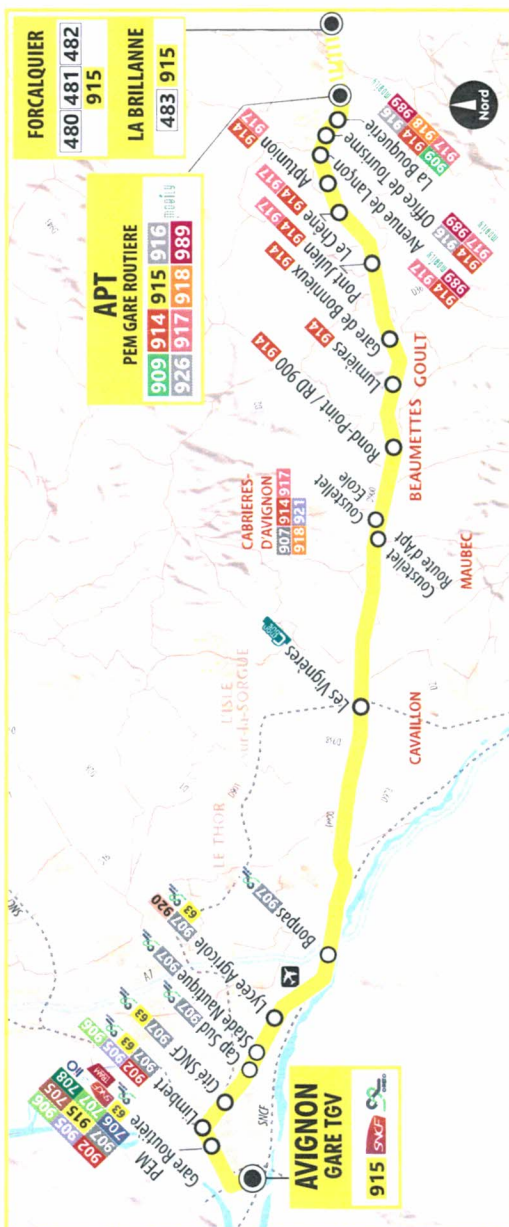 AVIGNON
GARE TGV
915 SNCF
PEM
Gare Routière
902 905 906
907 915 705
706 707 708
63
Limbert
902 905 906
907 63
Cité SNCF
907 63
Cap Sud
907
Stade Nautique
907
Lycée Agricole
907 920
63
Bonpas
907
SNCF
A7
LE THOR
L'ISLE
sur-la-SORGUE
D900
D901
Les Vignères
CAVAILLON
Coustellet
Route d'Apt
MAUBEC
Coustellet
Ecole
CABRIERES-
D'AVIGNON
907 914 917
918 921
Rond-Point / RD 900
914
BEAUMETTES
Lumières
914
GOULT
Gare de Bonnieux
914
Pont Julien
914 917
Le Chêne
914 917
Aptunion
914
917
Avenue de Lançon
914 917
989
Office de Tourisme
914 916
917 989
La Bouquerie
909 914 916
917 918 989
APT
PEM GARE ROUTIERE
909 914 915 916
926 917 918 989
FORCALQUIER
480 481 482
915
LA BRILLANNE
483 915
Nord